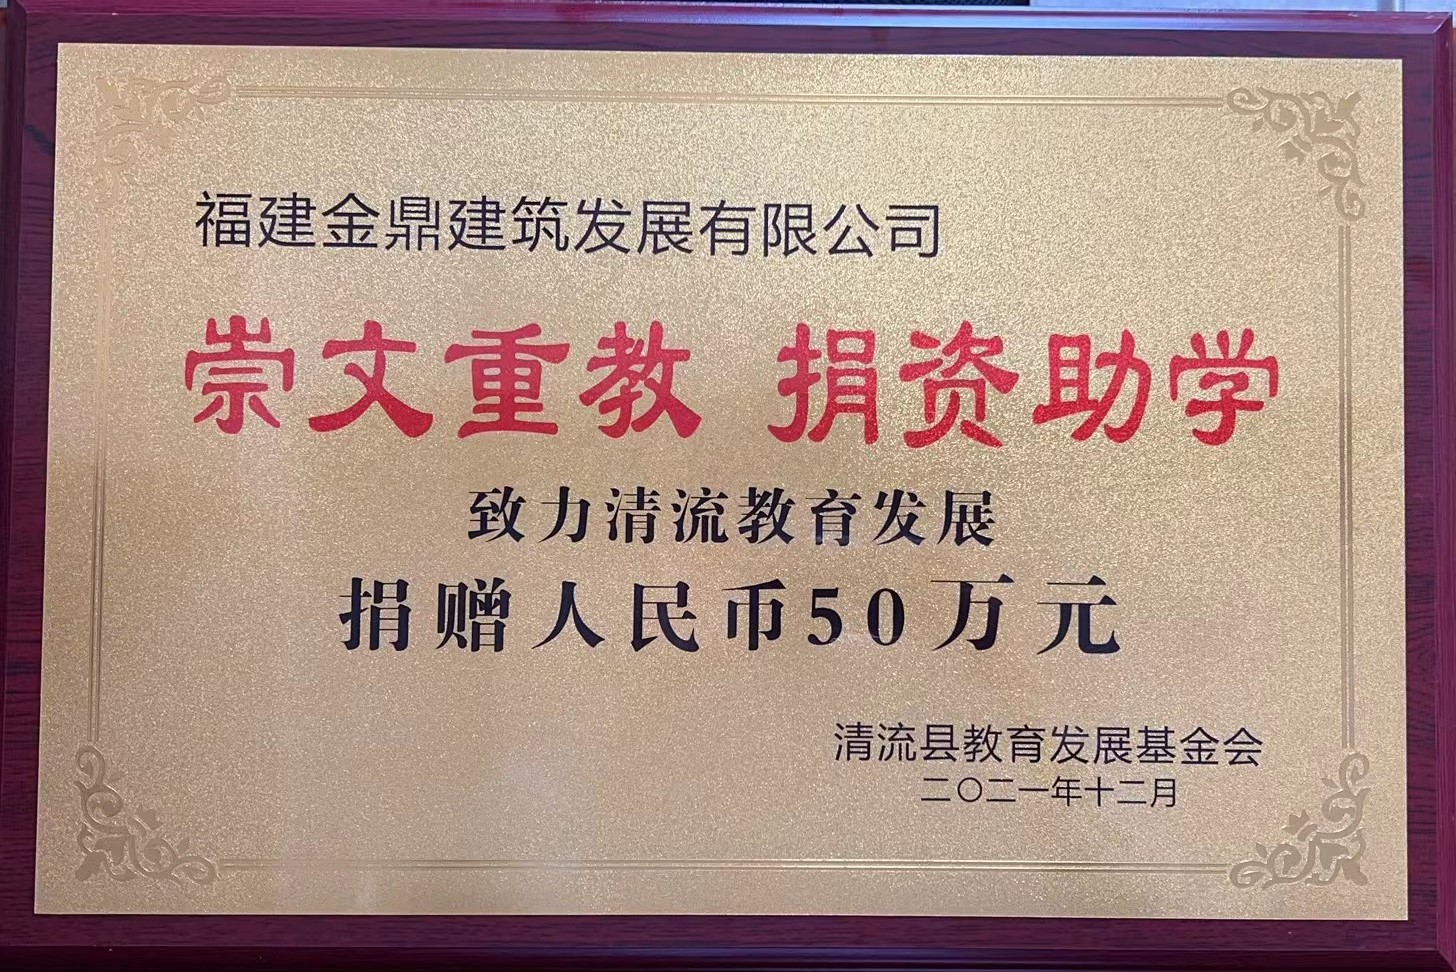 福建金鼎建筑发展有限公司
崇文重教 捐资助学
致力清流教育发展
捐赠人民币50万元
清流县教育发展基金会
二〇二一年十二月